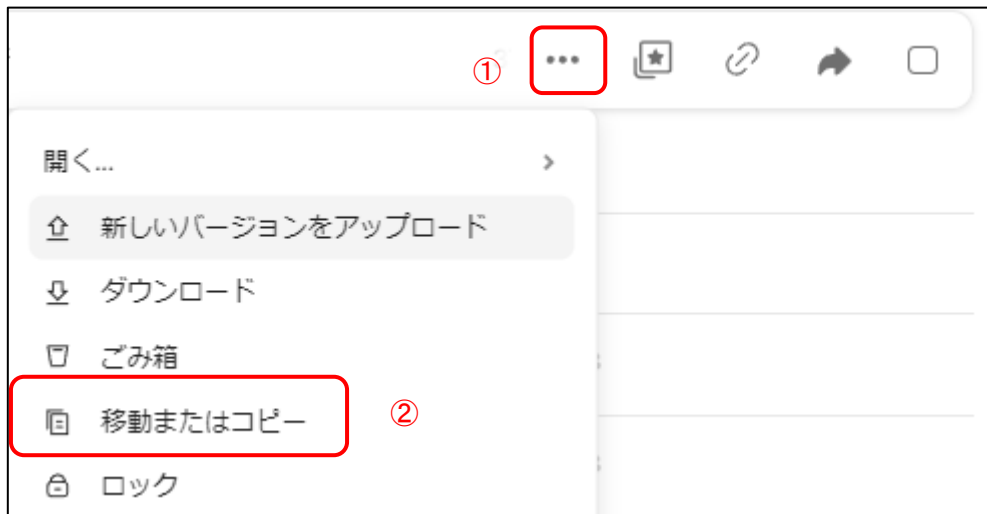 ①
開く...
新しいバージョンをアップロード
ダウンロード
ごみ箱
移動またはコピー
②
ロック